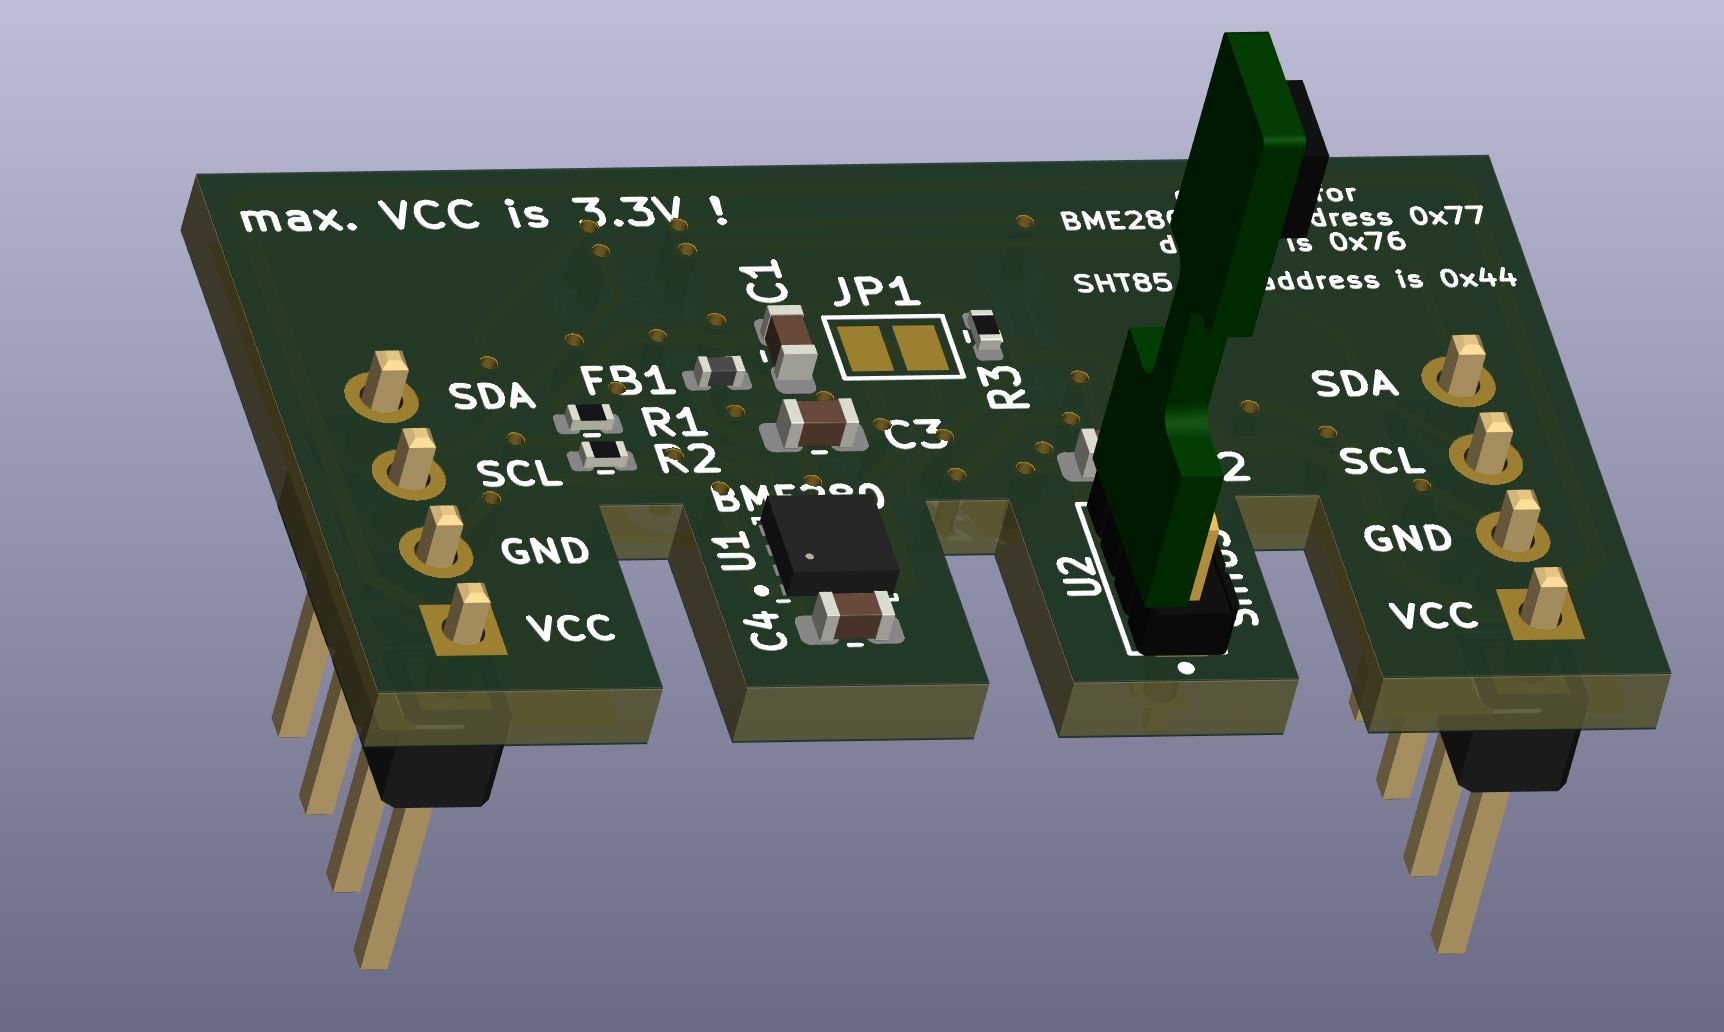 max. VCC is 3.3V !
BME280 dress 0x77
is 0x76
SHT85 address is 0x44
C1
JP1
R3
FB1
R1
R2
C3
SDA
SCL
GND
VCC
BME280
U1
C4
U2
SDA
SCL
GND
VCC